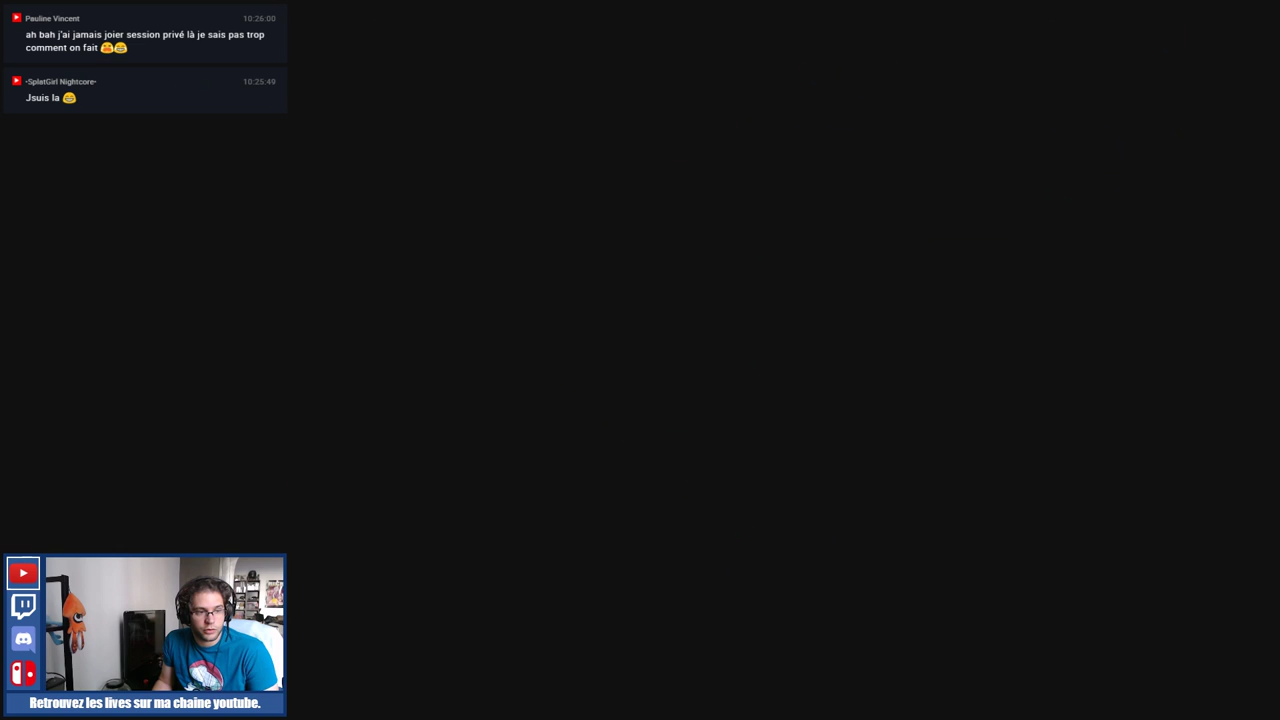 Pauline Vincent 10:26:00
ah bah j'ai jamais joier session privé là je sais pas trop
comment on fait 😫😂
•SplatGirl Nightcore• 10:25:49
Jsuis la 😂
Retrouvez les lives sur ma chaine youtube.